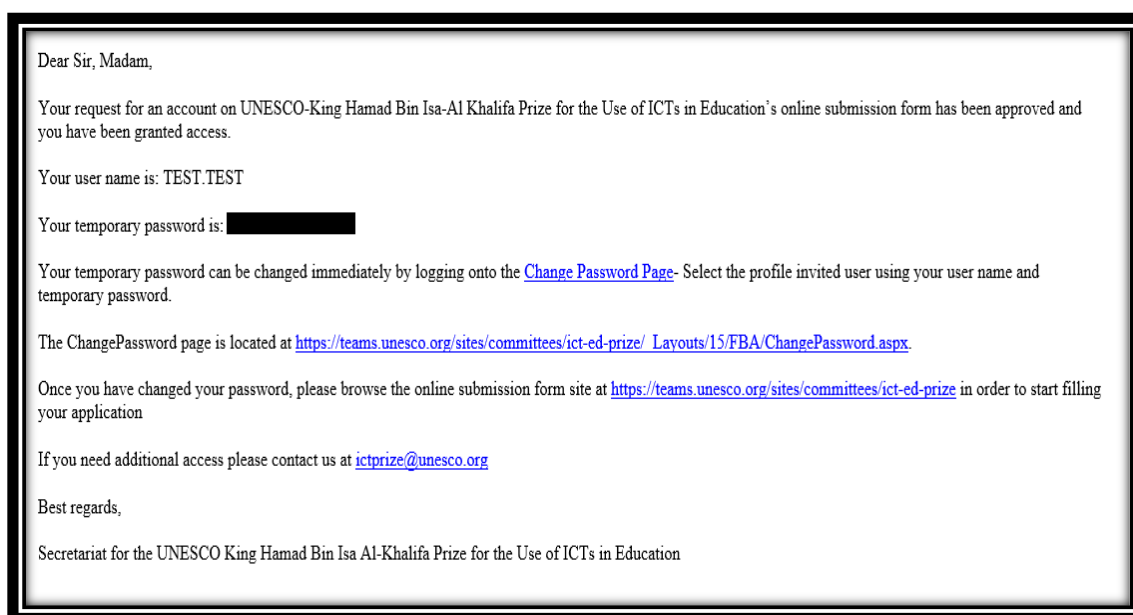 Dear Sir, Madam,
Your request for an account on UNESCO-King Hamad Bin Isa-Al Khalifa Prize for the Use of ICTs in Education’s online submission form has been approved and
you have been granted access.
Your user name is: TEST.TEST
Your temporary password is:
Your temporary password can be changed immediately by logging onto the Change Password Page- Select the profile invited user using your user name and
temporary password.
The ChangePassword page is located at https://teams.unesco.org/sites/committees/ict-ed-prize/_Layouts/15/FBA/ChangePassword.aspx.
Once you have changed your password, please browse the online submission form site at https://teams.unesco.org/sites/committees/ict-ed-prize in order to start filling
your application
If you need additional access please contact us at ictprize@unesco.org
Best regards,
Secretariat for the UNESCO King Hamad Bin Isa Al-Khalifa Prize for the Use of ICTs in Education